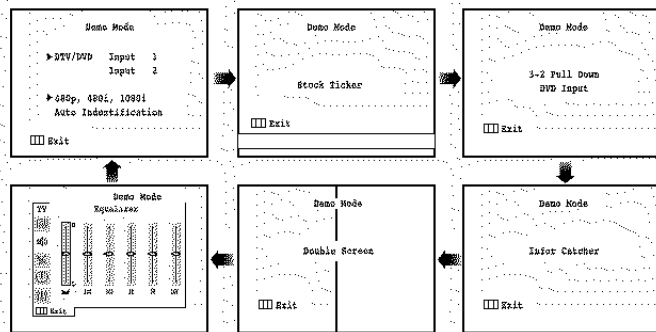 Demo Mode
DTV/DVD Input 1
Input 2
480p, 480i, 1080i
Auto Indentification
Exit
Demo Mode
Stock Ticker
Exit
Demo Mode
3-2 Pull Down
DVD Input
Exit
Demo Mode
TV Equalizer
Exit
Demo Mode
Double Screen
Exit
Demo Mode
Infor Catcher
Exit